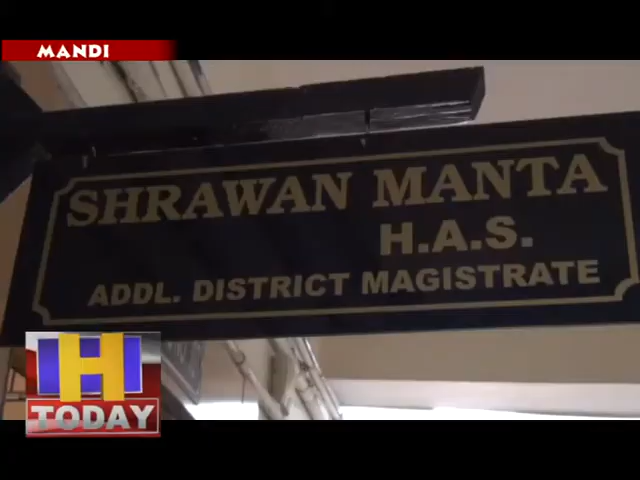 MANDI
SHRAWAN MANTA
H.A.S.
ADDL. DISTRICT MAGISTRATE
H
TODAY